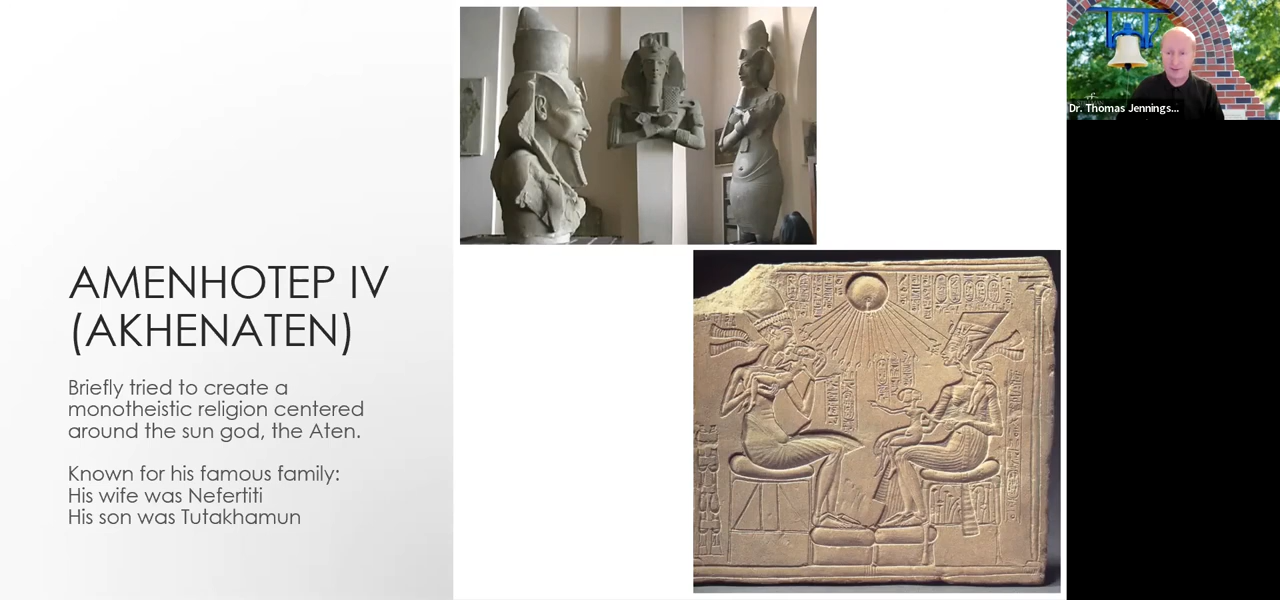 AMENHOTEP IV
(AKHENATEN)
Briefly tried to create a
monotheistic religion centered
around the sun god, the Aten.
Known for his famous family:
His wife was Nefertiti
His son was Tutakhamun
Dr. Thomas Jennings...